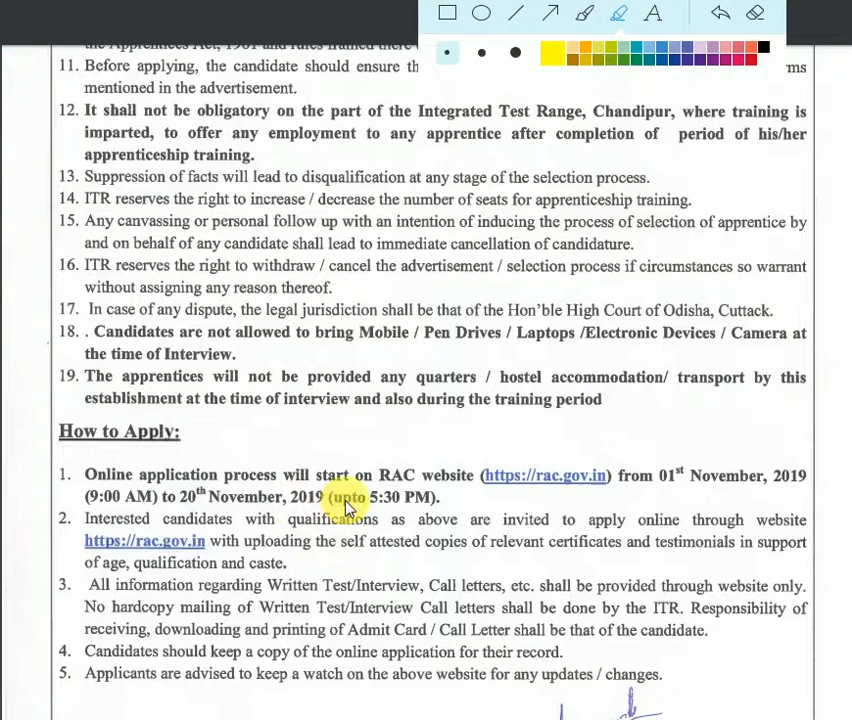 the Apprentices Act, 1961 and rules framed there
11. Before applying, the candidate should ensure th ms
mentioned in the advertisement.
12. It shall not be obligatory on the part of the Integrated Test Range, Chandipur, where training is
imparted, to offer any employment to any apprentice after completion of period of his/her
apprenticeship training.
13. Suppression of facts will lead to disqualification at any stage of the selection process.
14. ITR reserves the right to increase / decrease the number of seats for apprenticeship training.
15. Any canvassing or personal follow up with an intention of inducing the process of selection of apprentice by
and on behalf of any candidate shall lead to immediate cancellation of candidature.
16. ITR reserves the right to withdraw / cancel the advertisement / selection process if circumstances so warrant
without assigning any reason thereof.
17. In case of any dispute, the legal jurisdiction shall be that of the Hon'ble High Court of Odisha, Cuttack.
18. . Candidates are not allowed to bring Mobile / Pen Drives / Laptops /Electronic Devices / Camera at
the time of Interview.
19. The apprentices will not be provided any quarters / hostel accommodation/ transport by this
establishment at the time of interview and also during the training period
How to Apply:
1. Online application process will start on RAC website (https://rac.gov.in) from 01st November, 2019
(9:00 AM) to 20th November, 2019 (upto 5:30 PM).
2. Interested candidates with qualifications as above are invited to apply online through website
https://rac.gov.in with uploading the self attested copies of relevant certificates and testimonials in support
of age, qualification and caste.
3. All information regarding Written Test/Interview, Call letters, etc. shall be provided through website only.
No hardcopy mailing of Written Test/Interview Call letters shall be done by the ITR. Responsibility of
receiving, downloading and printing of Admit Card / Call Letter shall be that of the candidate.
4. Candidates should keep a copy of the online application for their record.
5. Applicants are advised to keep a watch on the above website for any updates / changes.